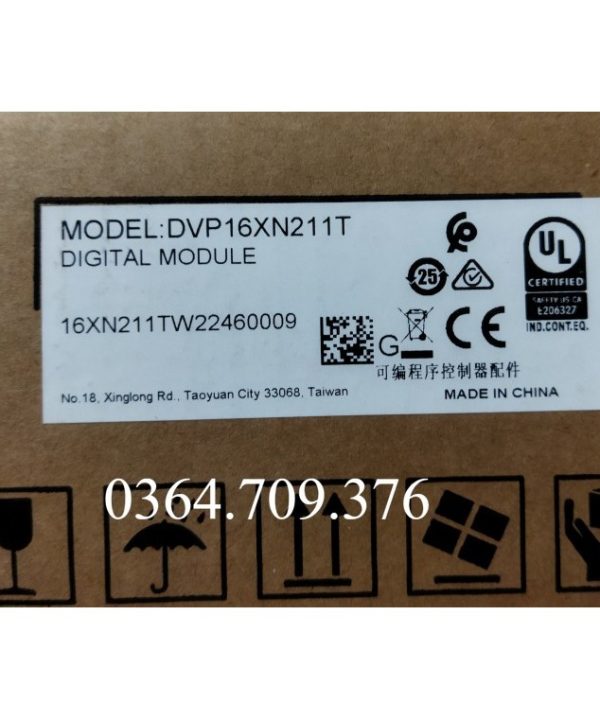 MODEL:DVP16XN211T
DIGITAL MODULE
16XN211TW22460009
25
UL
CERTIFIED
SAFETY US-CA
E206327
IND.CONT.EQ.
G
CE
可编程序控制器配件
No.18, Xinglong Rd., Taoyuan City 33068, Taiwan
MADE IN CHINA
0364.709.376